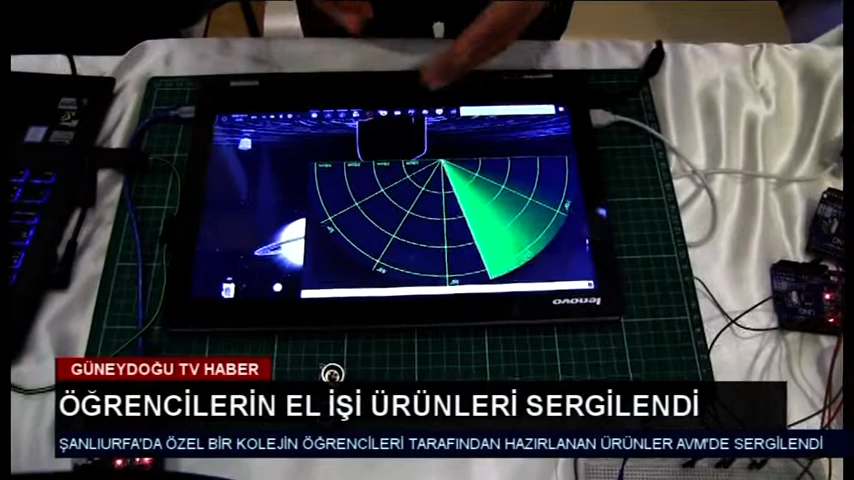 lenovo
GÜNEYDOĞU TV HABER
ÖĞRENCİLERİN EL İŞİ ÜRÜNLERİ SERGİLENDİ
ŞANLIURFA'DA ÖZEL BİR KOLEJİN ÖĞRENCİLERİ TARAFINDAN HAZIRLANAN ÜRÜNLER AVM'DE SERGİLENDİ